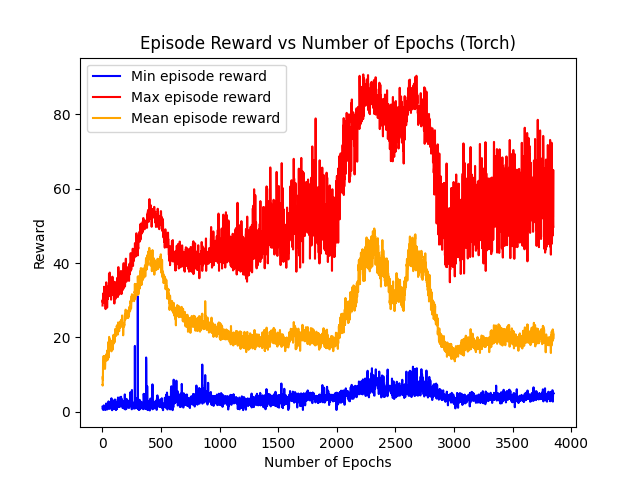 Episode Reward vs Number of Epochs (Torch)
Min episode reward
Max episode reward
Mean episode reward
Reward
80
60
40
20
0
0 500 1000 1500 2000 2500 3000 3500 4000
Number of Epochs